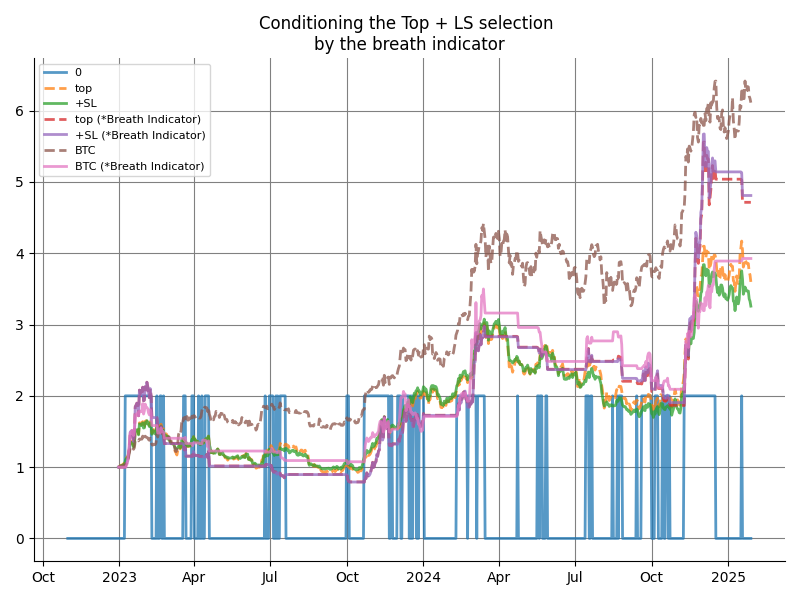 Conditioning the Top + LS selection
by the breath indicator
0
top
+SL
top (*Breath Indicator)
+SL (*Breath Indicator)
BTC
BTC (*Breath Indicator)
6
5
4
3
2
1
0
Oct
2023
Apr
Jul
Oct
2024
Apr
Jul
Oct
2025